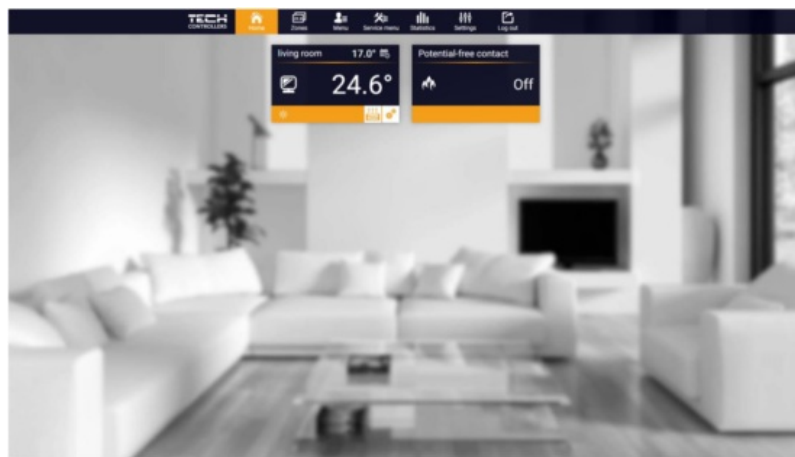 TECH
CONTROLLERS
Home
Zones
Menu
Service menu
Statistics
Settings
Log out
living room 17.0°
24.6°
Potential-free contact
Off